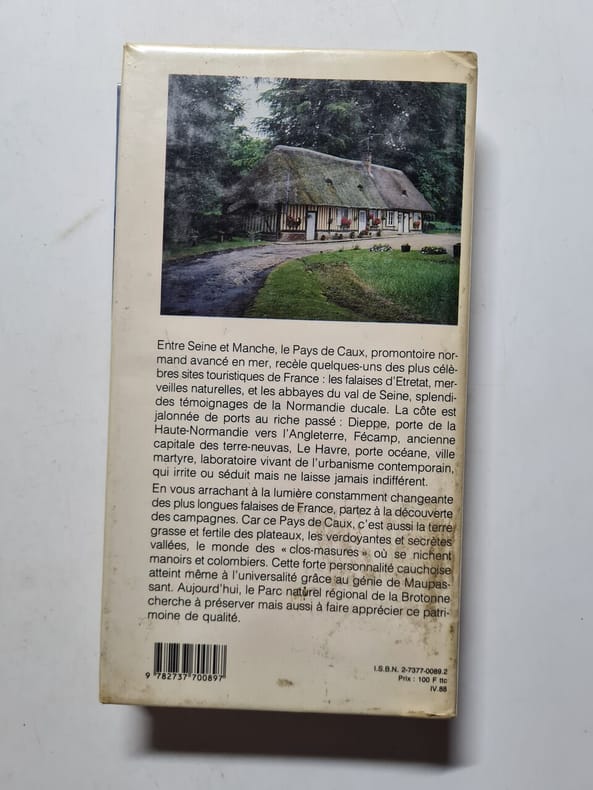 Entre Seine et Manche, le Pays de Caux, promontoire nor-
mand avancé en mer, recèle quelques-uns des plus célè-
bres sites touristiques de France : les falaises d'Etretat, mer-
veilles naturelles, et les abbayes du val de Seine, splendi-
des témoignages de la Normandie ducale. La côte est
jalonnée de ports au riche passé : Dieppe, porte de la
Haute-Normandie vers l'Angleterre, Fécamp, ancienne
capitale des terre-neuvas, Le Havre, porte océane, ville
martyre, laboratoire vivant de l'urbanisme contemporain,
qui irrite ou séduit mais ne laisse jamais indifférent.
En vous arrachant à la lumière constamment changeante
des plus longues falaises de France, partez à la découverte
des campagnes. Car ce Pays de Caux, c'est aussi la terre
grasse et fertile des plateaux, les verdoyantes et secrètes
vallées, le monde des « clos-masures » où se nichent
manoirs et colombiers. Cette forte personnalité cauchoise
atteint même à l'universalité grâce au génie de Maupas-
sant. Aujourd'hui, le Parc naturel régional de la Brotonne
cherche à préserver mais aussi à faire apprécier ce patri-
moine de qualité.
I.S.B.N. 2-7377-0089.2
Prix : 100 F ttc
IV.88
9 782737 700897